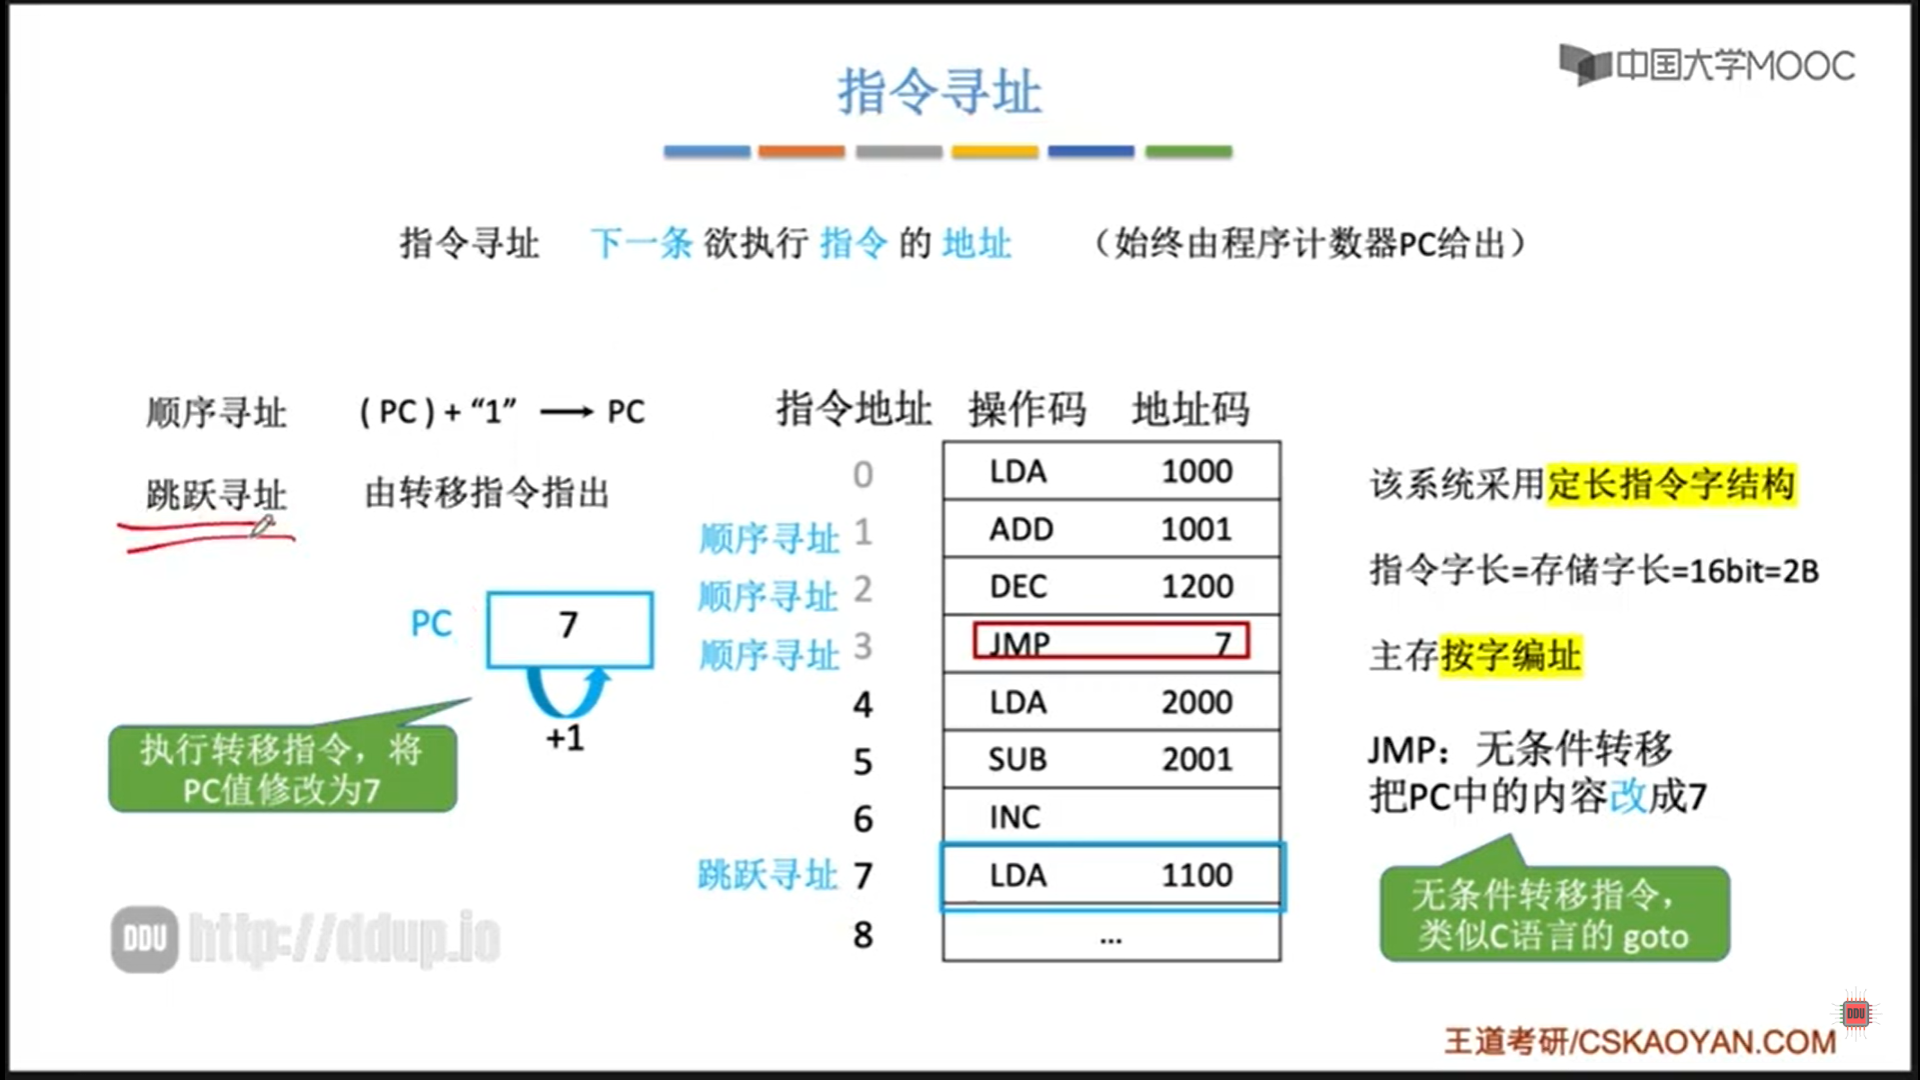 中国大学MOOC
指令寻址
指令寻址 下一条 欲执行 指令 的 地址 （始终由程序计数器PC给出）
顺序寻址 ( PC ) + “1” → PC
跳跃寻址 由转移指令指出
PC 7
+1
执行转移指令，将
PC值修改为7
指令地址 操作码 地址码
0 LDA 1000
顺序寻址 1 ADD 1001
顺序寻址 2 DEC 1200
顺序寻址 3 JMP 7
4 LDA 2000
5 SUB 2001
6 INC
跳跃寻址 7 LDA 1100
8 ...
该系统采用定长指令字结构
指令字长=存储字长=16bit=2B
主存按字编址
JMP：无条件转移
把PC中的内容改成7
无条件转移指令，
类似C语言的 goto
DDU http://ddup.io
DDU
王道考研/CSKAOYAN.COM